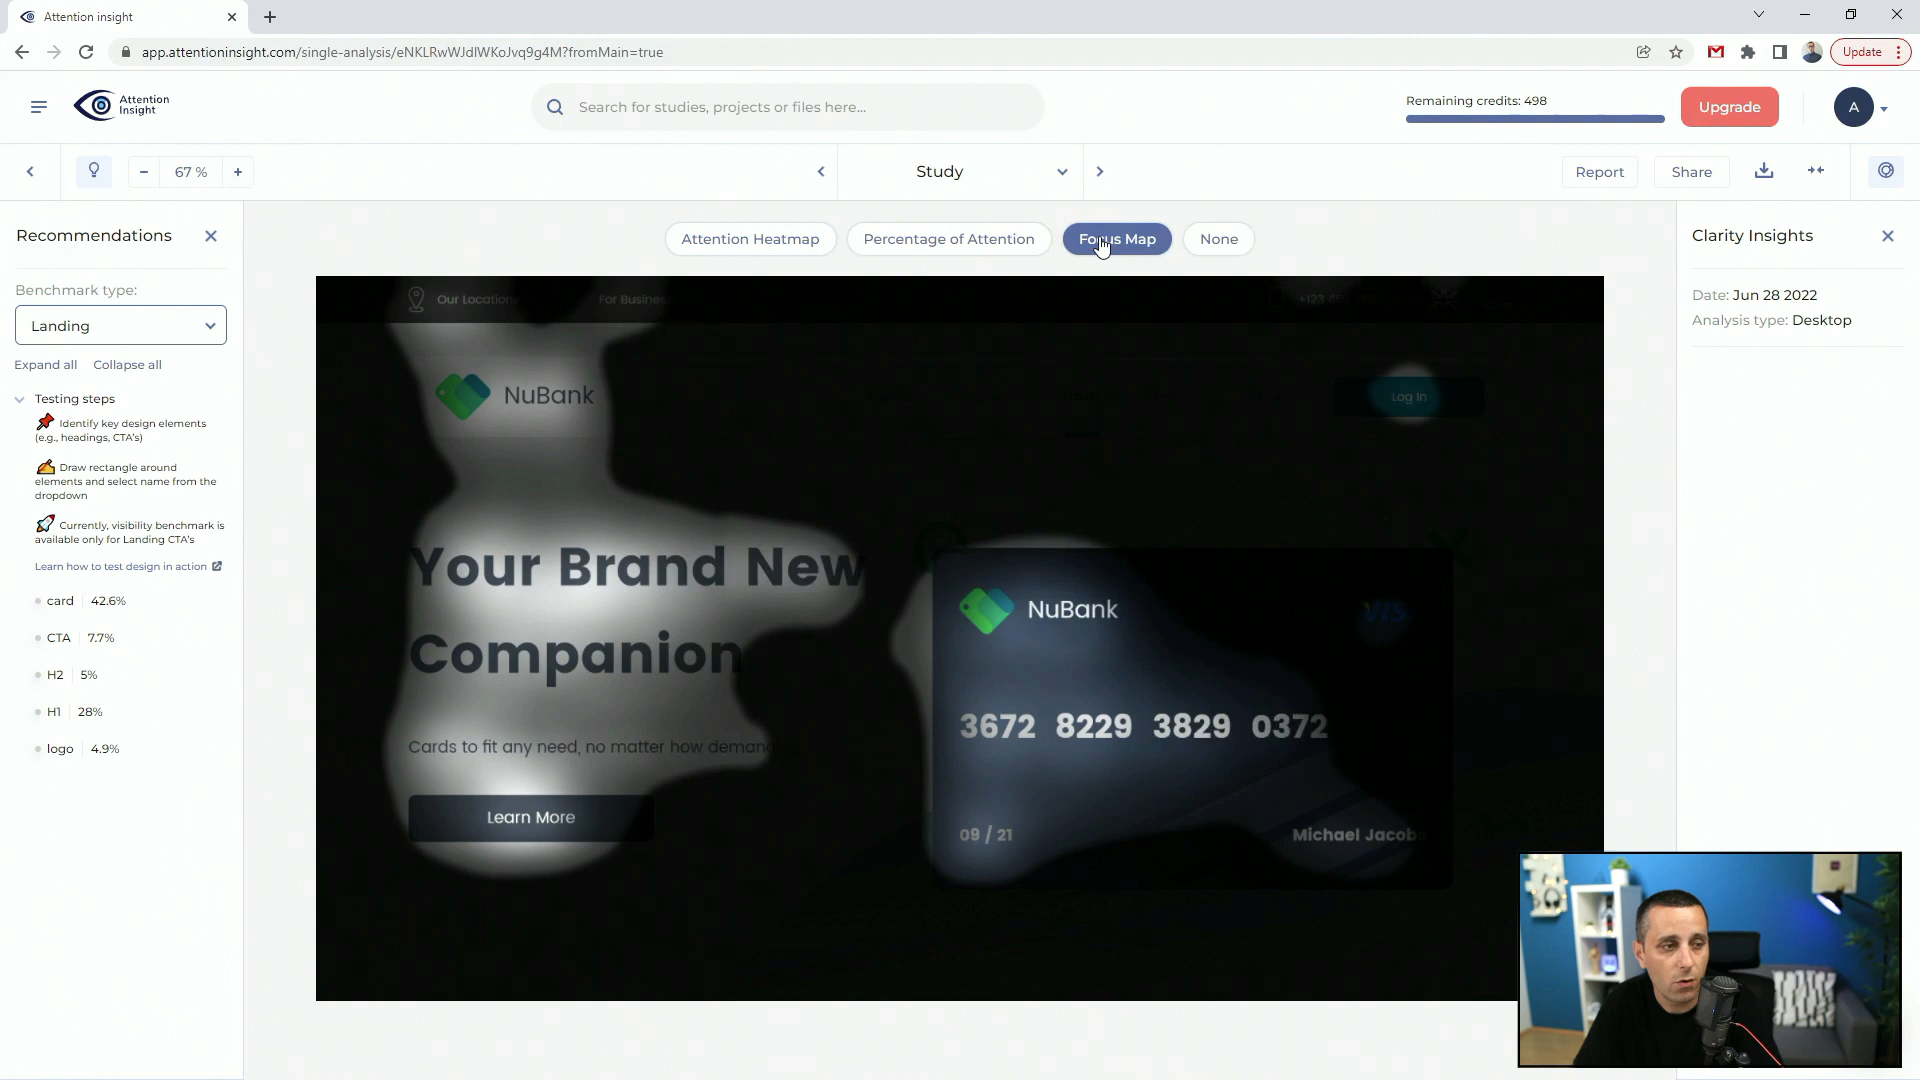 Attention insight
app.attentioninsight.com/single-analysis/eNKLRwWJdlWKoJvq9g4M?fromMain=true
Update
Attention
Insight
Search for studies, projects or files here...
Remaining credits: 498
Upgrade
A
67 %
Study
Report
Share
Recommendations
Attention Heatmap
Percentage of Attention
Focus Map
None
Clarity Insights
Benchmark type:
Landing
Expand all
Collapse all
Testing steps
Identify key design elements
(e.g., headings, CTA's)
Draw rectangle around
elements and select name from the
dropdown
Currently, visibility benchmark is
available only for Landing CTA's
Learn how to test design in action
card 42.6%
CTA 7.7%
H2 5%
H1 28%
logo 4.9%
Date: Jun 28 2022
Analysis type: Desktop
Our Location
For Business
+123 45
NuBank
Log In
Your Brand New
Companion
Cards to fit any need, no matter how deman
Learn More
NuBank
VIS
3672 8229 3829 0372
09 / 21
Michael Jacobs